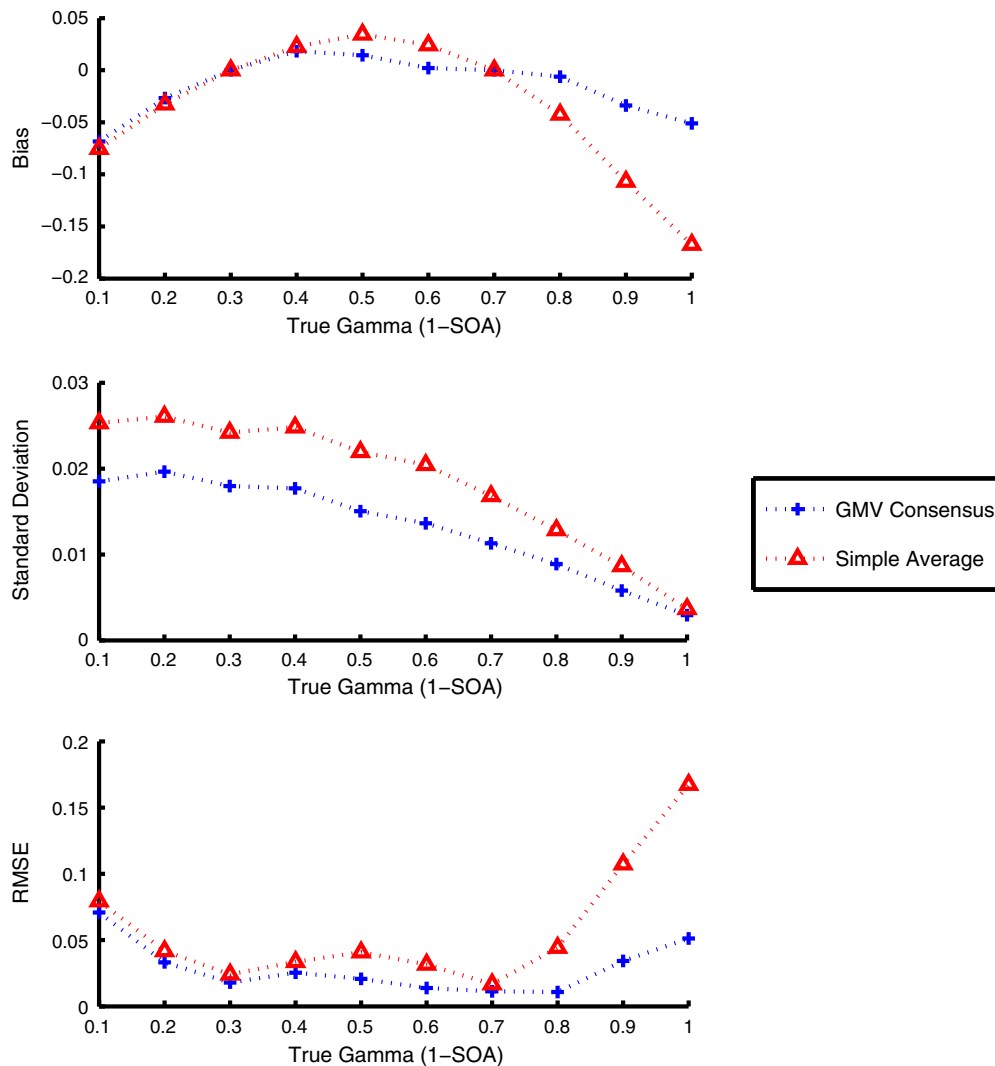 0.05
0
−0.05
−0.1
−0.15
−0.2
Bias
0.1 0.2 0.3 0.4 0.5 0.6 0.7 0.8 0.9 1
True Gamma (1−SOA)
0.03
0.02
0.01
0
Standard Deviation
0.1 0.2 0.3 0.4 0.5 0.6 0.7 0.8 0.9 1
True Gamma (1−SOA)
GMV Consensus
Simple Average
0.2
0.15
0.1
0.05
0
RMSE
0.1 0.2 0.3 0.4 0.5 0.6 0.7 0.8 0.9 1
True Gamma (1−SOA)